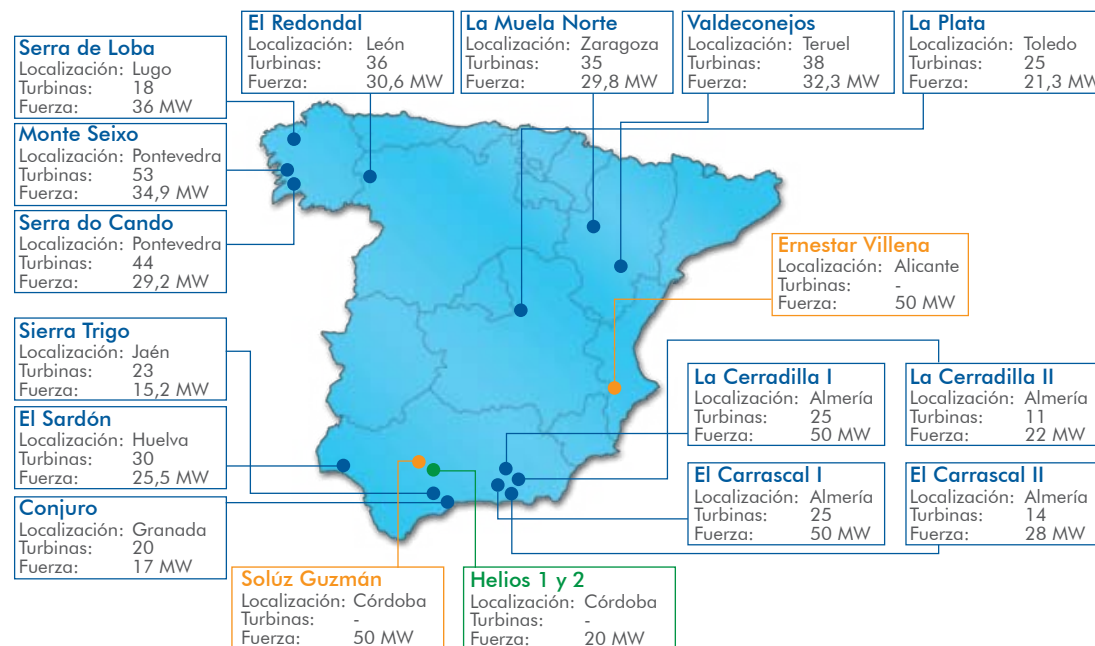 El Redondal
Localización: León
Turbinas: 36
Fuerza: 30,6 MW
La Muela Norte
Localización: Zaragoza
Turbinas: 35
Fuerza: 29,8 MW
Valdeconejos
Localización: Teruel
Turbinas: 38
Fuerza: 32,3 MW
La Plata
Localización: Toledo
Turbinas: 25
Fuerza: 21,3 MW
Serra de Loba
Localización: Lugo
Turbinas: 18
Fuerza: 36 MW
Monte Seixo
Localización: Pontevedra
Turbinas: 53
Fuerza: 34,9 MW
Serra do Cando
Localización: Pontevedra
Turbinas: 44
Fuerza: 29,2 MW
Ernestar Villena
Localización: Alicante
Turbinas: -
Fuerza: 50 MW
Sierra Trigo
Localización: Jaén
Turbinas: 23
Fuerza: 15,2 MW
El Sardón
Localización: Huelva
Turbinas: 30
Fuerza: 25,5 MW
Conjuro
Localización: Granada
Turbinas: 20
Fuerza: 17 MW
La Cerradilla I
Localización: Almería
Turbinas: 25
Fuerza: 50 MW
La Cerradilla II
Localización: Almería
Turbinas: 11
Fuerza: 22 MW
El Carrascal I
Localización: Almería
Turbinas: 25
Fuerza: 50 MW
El Carrascal II
Localización: Almería
Turbinas: 14
Fuerza: 28 MW
Solúz Guzmán
Localización: Córdoba
Turbinas: -
Fuerza: 50 MW
Helios 1 y 2
Localización: Córdoba
Turbinas: -
Fuerza: 20 MW